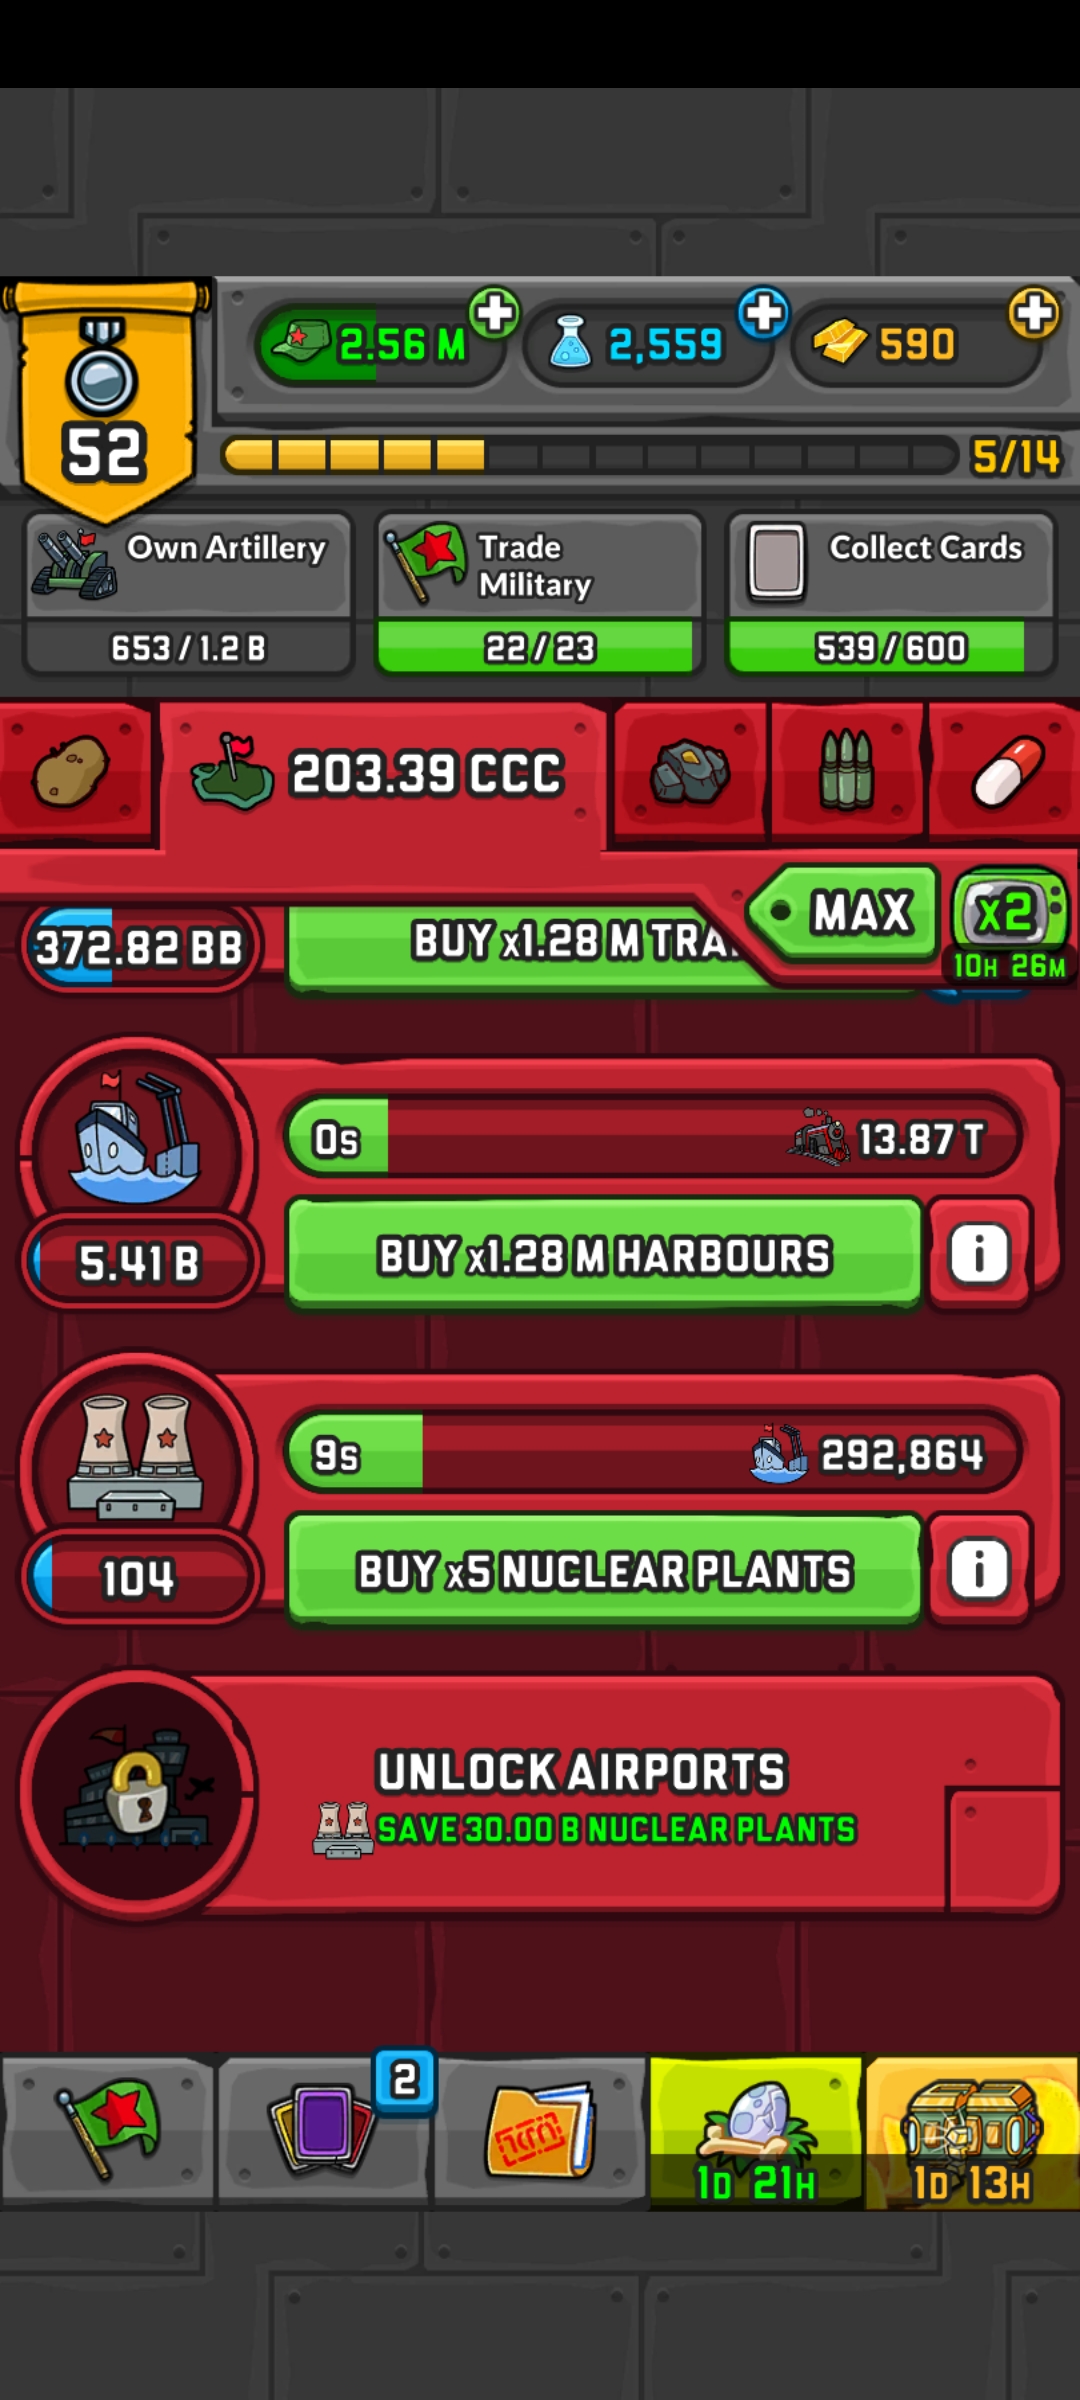 2.56 M
2,559
590
52
5/14
Own Artillery
653 / 1.2 B
Trade
Military
22 / 23
Collect Cards
539 / 600
203.39 CCC
MAX
x2
10H 26M
372.82 BB
BUY x1.28 M
0s
13.87 T
5.41 B
BUY x1.28 M HARBOURS
i
9s
292,864
104
BUY x5 NUCLEAR PLANTS
i
UNLOCK AIRPORTS
SAVE 30.00 B NUCLEAR PLANTS
2
1D 21H
1D 13H